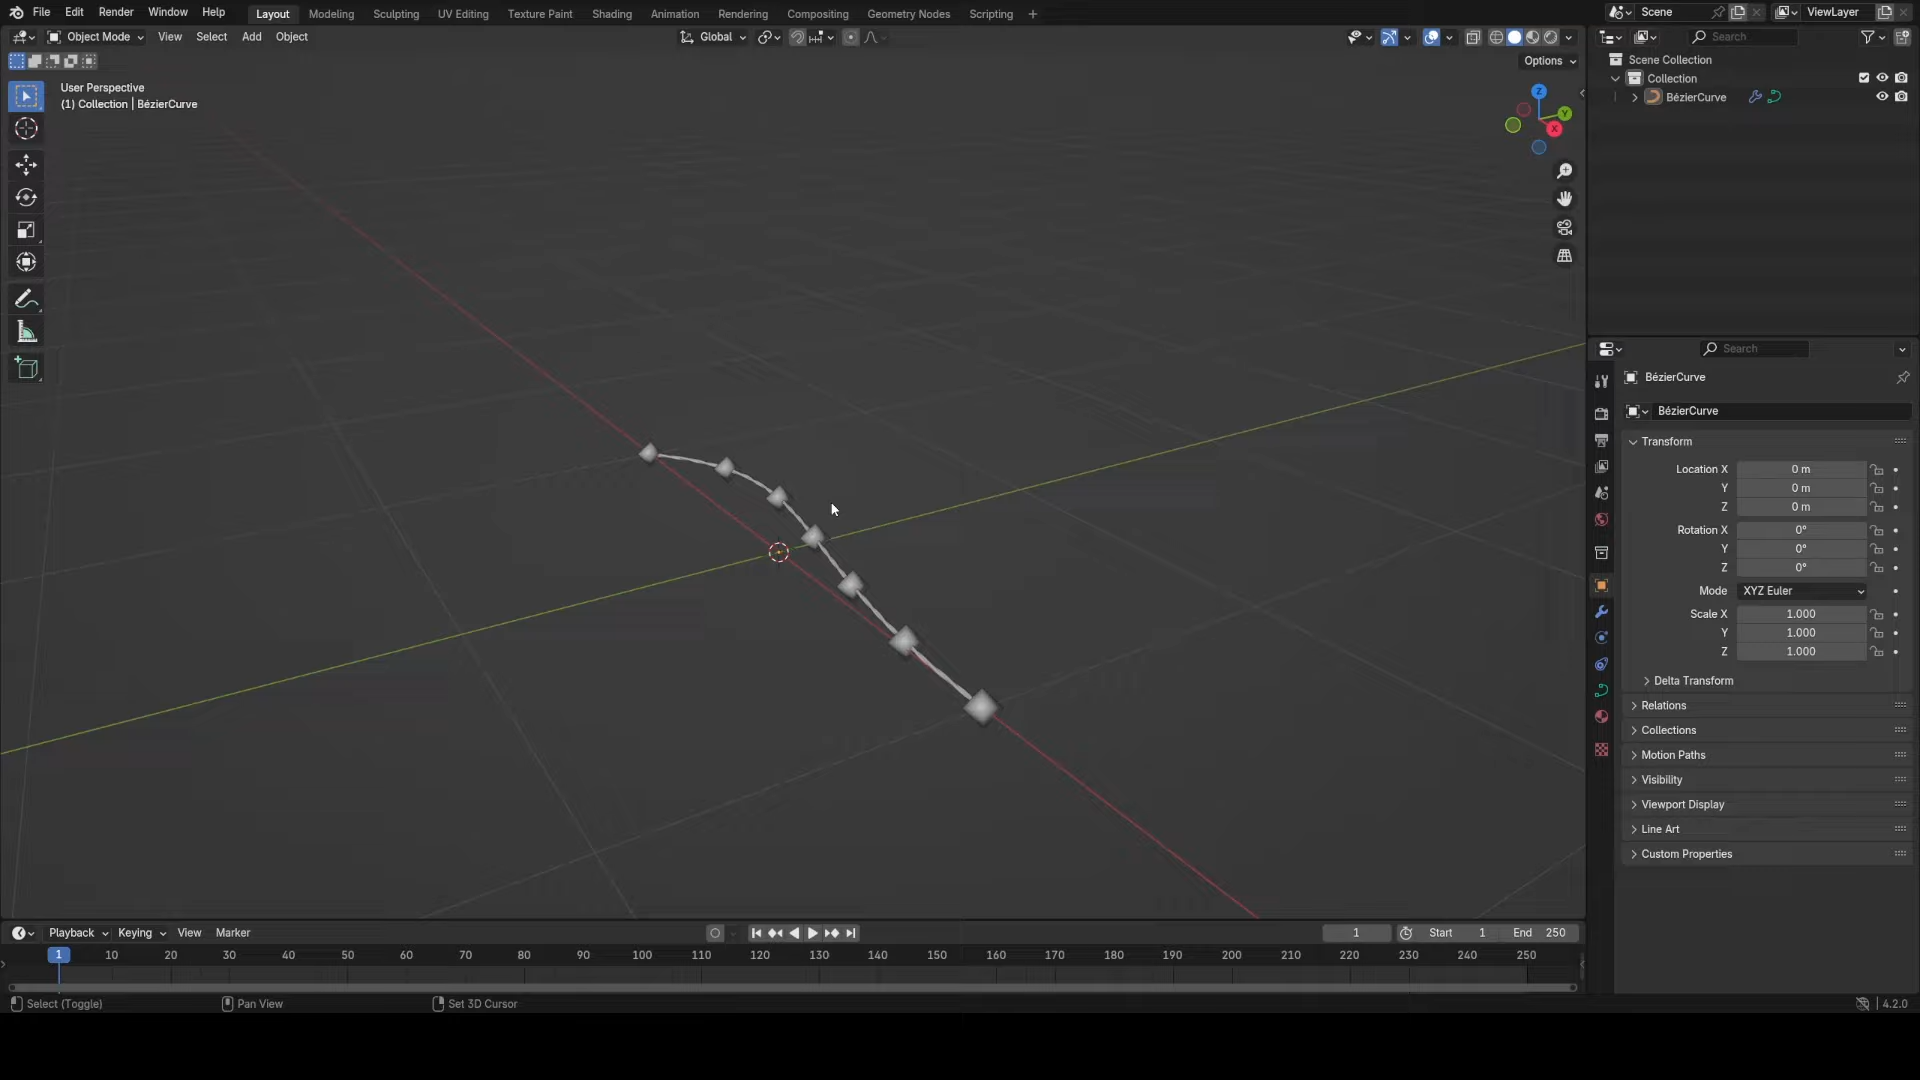 File Edit Render Window Help Layout Modeling Sculpting UV Editing Texture Paint Shading Animation Rendering Compositing Geometry Nodes Scripting + Scene ViewLayer
Object Mode View Select Add Object Global Search
Options
User Perspective
(1) Collection | BézierCurve
Z
Y
X
Scene Collection
Collection
BézierCurve
Search
BézierCurve
BézierCurve
Transform
Location X 0 m
Y 0 m
Z 0 m
Rotation X 0°
Y 0°
Z 0°
Mode XYZ Euler
Scale X 1.000
Y 1.000
Z 1.000
Delta Transform
Relations
Collections
Motion Paths
Visibility
Viewport Display
Line Art
Custom Properties
Playback Keying View Marker 1 Start 1 End 250
1 10 20 30 40 50 60 70 80 90 100 110 120 130 140 150 160 170 180 190 200 210 220 230 240 250
Select (Toggle) Pan View Set 3D Cursor 4.2.0